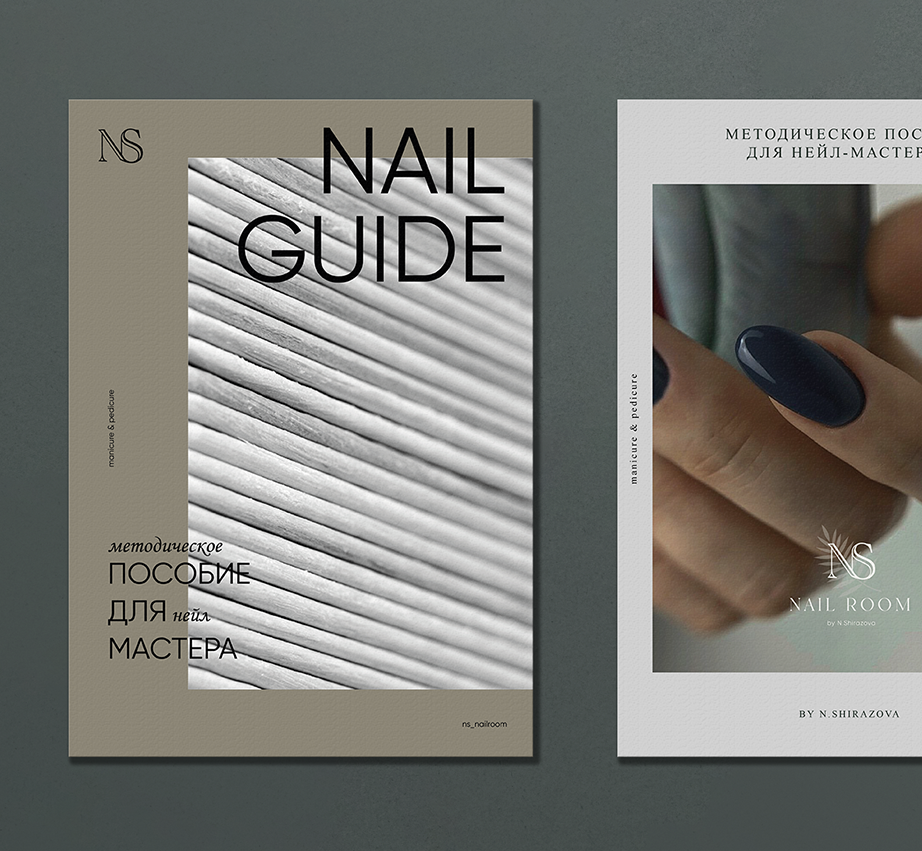 NS
NAIL
GUIDE
manicure & pedicure
методическое
ПОСОБИЕ
ДЛЯ нейл
МАСТЕРА
ns_nailroom
МЕТОДИЧЕСКОЕ ПОС
ДЛЯ НЕЙЛ-МАСТЕР
manicure & pedicure
NS
NAIL ROOM
by N.Shirazova
BY N.SHIRAZOVA